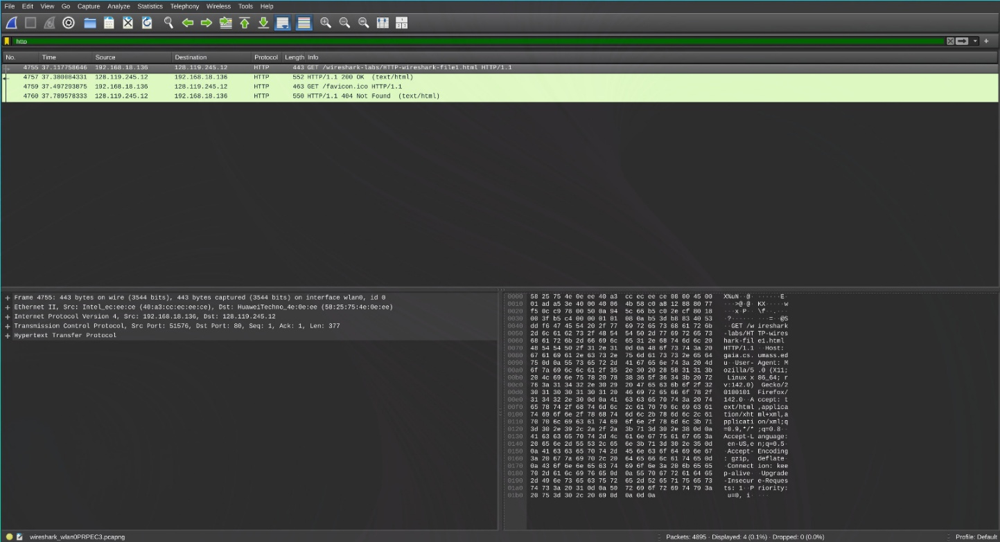 File Edit View Go Capture Analyze Statistics Telephony Wireless Tools Help
http
No. Time Source Destination Protocol Length Info
4755 37.117758646 192.168.18.136 128.119.245.12 HTTP 443 GET /wireshark-labs/HTTP-wireshark-file1.html HTTP/1.1
4757 37.380084331 128.119.245.12 192.168.18.136 HTTP 552 HTTP/1.1 200 OK (text/html)
4759 37.497293875 192.168.18.136 128.119.245.12 HTTP 463 GET /favicon.ico HTTP/1.1
4760 37.789578333 128.119.245.12 192.168.18.136 HTTP 550 HTTP/1.1 404 Not Found (text/html)
Frame 4755: 443 bytes on wire (3544 bits), 443 bytes captured (3544 bits) on interface wlan0, id 0
Ethernet II, Src: Intel_ec:ee:ce (40:a3:cc:ec:ee:ce), Dst: HuaweiTechno_4e:0e:ee (58:25:75:4e:0e:ee)
Internet Protocol Version 4, Src: 192.168.18.136, Dst: 128.119.245.12
Transmission Control Protocol, Src Port: 51576, Dst Port: 80, Seq: 1, Ack: 1, Len: 377
Hypertext Transfer Protocol
0000 58 25 75 4e 0e ee 40 a3 cc ec ee ce 08 00 45 00 X%uN··@·······E·
0010 01 ad a5 3e 40 00 40 06 4b 58 c0 a8 12 88 80 77 ···>@·@·KX·····w
0020 f5 0c c9 78 00 50 0a 94 5c 66 b5 c0 2e cf 80 18 ···x·P··\f··.···
0030 00 3f b5 c4 00 00 01 01 08 0a b5 3d b8 83 40 53 ·?·········=··@S
0040 dd f6 47 45 54 20 2f 77 69 72 65 73 68 61 72 6b ··GET /wireshark
0050 2d 6c 61 62 73 2f 48 54 54 50 2d 77 69 72 65 73 -labs/HTTP-wires
0060 68 61 72 6b 2d 66 69 6c 65 31 2e 68 74 6d 6c 20 hark-file1.html
0070 48 54 54 50 2f 31 2e 31 0d 0a 48 6f 73 74 3a 20 HTTP/1.1··Host:
0080 67 61 69 61 2e 63 73 2e 75 6d 61 73 73 2e 65 64 gaia.cs.umass.ed
0090 75 0d 0a 55 73 65 72 2d 41 67 65 6e 74 3a 20 4d u··User-Agent: M
00a0 6f 7a 69 6c 6c 61 2f 35 2e 30 20 28 58 31 31 3b ozilla/5.0 (X11;
00b0 20 4c 69 6e 75 78 20 78 38 36 5f 36 34 3b 20 72 Linux x86_64; r
00c0 76 3a 31 34 32 2e 30 29 20 47 65 63 6b 6f 2f 32 v:142.0) Gecko/2
00d0 30 31 30 30 31 30 31 20 46 69 72 65 66 6f 78 2f 0100101 Firefox/
00e0 31 34 32 2e 30 0d 0a 41 63 63 65 70 74 3a 20 74 142.0··Accept: t
00f0 65 78 74 2f 68 74 6d 6c 2c 61 70 70 6c 69 63 61 ext/html,applica
0100 74 69 6f 6e 2f 78 68 74 6d 6c 2b 78 6d 6c 2c 61 tion/xhtml+xml,a
0110 70 70 6c 69 63 61 74 69 6f 6e 2f 78 6d 6c 3b 71 pplication/xml;q
0120 3d 30 2e 39 2c 2a 2f 2a 3b 71 3d 30 2e 38 0d 0a =0.9,*/*;q=0.8··
0130 41 63 63 65 70 74 2d 4c 61 6e 67 75 61 67 65 3a Accept-Language:
0140 20 65 6e 2d 55 53 2c 65 6e 3b 71 3d 30 2e 35 0d en-US,en;q=0.5·
0150 0a 41 63 63 65 70 74 2d 45 6e 63 6f 64 69 6e 67 ·Accept-Encoding
0160 3a 20 67 7a 69 70 2c 20 64 65 66 6c 61 74 65 0d : gzip, deflate·
0170 0a 43 6f 6e 6e 65 63 74 69 6f 6e 3a 20 6b 65 65 ·Connection: kee
0180 70 2d 61 6c 69 76 65 0d 0a 55 70 67 72 61 64 65 p-alive··Upgrade
0190 2d 49 6e 73 65 63 75 72 65 2d 52 65 71 75 65 73 -Insecure-Reques
01a0 74 73 3a 20 31 0d 0a 50 72 69 6f 72 69 74 79 3a ts: 1··Priority:
01b0 20 75 3d 30 2c 20 69 0d 0a 0d 0a u=0, i····
wireshark_wlan0PRPEC3.pcapng Packets: 4895 · Displayed: 4 (0.1%) · Dropped: 0 (0.0%) Profile: Default